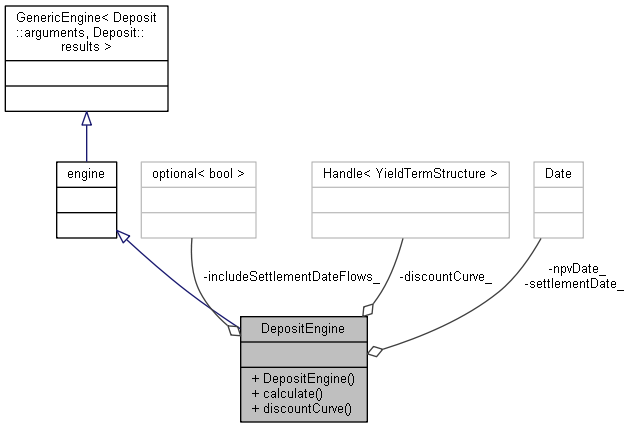 GenericEngine< Deposit
::arguments, Deposit::
results >
engine
optional< bool >
Handle< YieldTermStructure >
Date
-includeSettlementDateFlows_
-discountCurve_
-npvDate_
-settlementDate_
DepositEngine
+ DepositEngine()
+ calculate()
+ discountCurve()